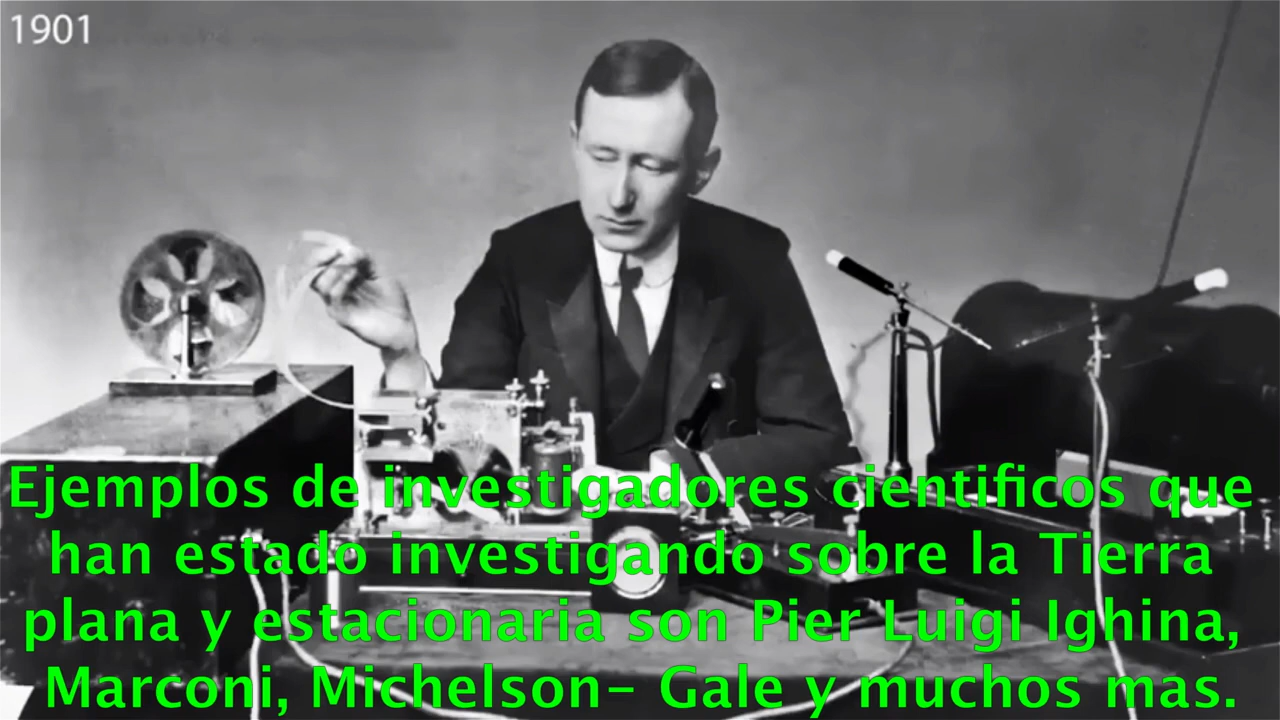 1901
Ejemplos de investigadores cientificos que
han estado investigando sobre la Tierra
plana y estacionaria son Pier Luigi Ighina,
Marconi, Michelson- Gale y muchos mas.